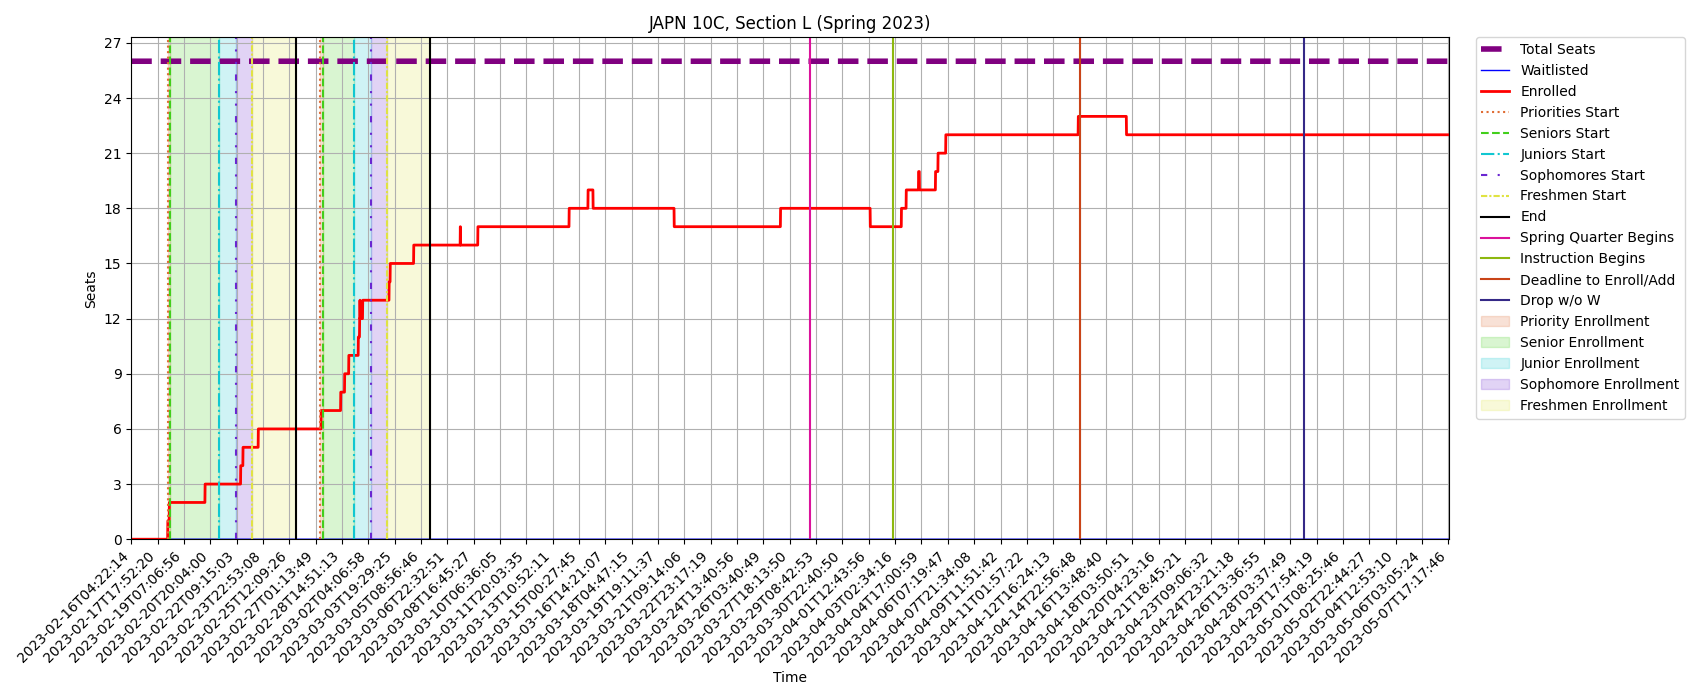 JAPN 10C, Section L (Spring 2023)
27
24
21
18
15
12
9
6
3
0
Seats
2023-02-16T04:22:14
2023-02-17T17:52:20
2023-02-19T07:06:56
2023-02-20T20:04:00
2023-02-22T09:15:03
2023-02-23T22:53:08
2023-02-25T12:09:26
2023-02-27T01:13:49
2023-02-28T14:51:13
2023-03-02T04:06:58
2023-03-03T19:29:25
2023-03-05T08:56:46
2023-03-06T22:32:51
2023-03-08T16:45:27
2023-03-10T06:36:05
2023-03-11T20:03:35
2023-03-13T10:52:11
2023-03-15T00:27:45
2023-03-16T14:21:07
2023-03-18T04:47:15
2023-03-19T19:11:37
2023-03-21T09:14:06
2023-03-22T23:17:19
2023-03-24T13:40:56
2023-03-26T03:40:49
2023-03-27T18:13:50
2023-03-29T08:42:53
2023-03-30T22:40:50
2023-04-01T12:43:56
2023-04-03T02:34:16
2023-04-04T17:00:59
2023-04-06T07:19:47
2023-04-07T21:34:08
2023-04-09T11:51:42
2023-04-11T01:57:22
2023-04-12T16:24:13
2023-04-14T22:56:48
2023-04-16T13:48:40
2023-04-18T03:50:51
2023-04-20T04:23:16
2023-04-21T18:45:21
2023-04-23T09:06:32
2023-04-24T23:21:18
2023-04-26T13:36:55
2023-04-28T03:37:49
2023-04-29T17:54:19
2023-05-01T08:25:46
2023-05-02T22:44:27
2023-05-04T12:53:10
2023-05-06T03:05:24
2023-05-07T17:17:46
Time
Total Seats
Waitlisted
Enrolled
Priorities Start
Seniors Start
Juniors Start
Sophomores Start
Freshmen Start
End
Spring Quarter Begins
Instruction Begins
Deadline to Enroll/Add
Drop w/o W
Priority Enrollment
Senior Enrollment
Junior Enrollment
Sophomore Enrollment
Freshmen Enrollment